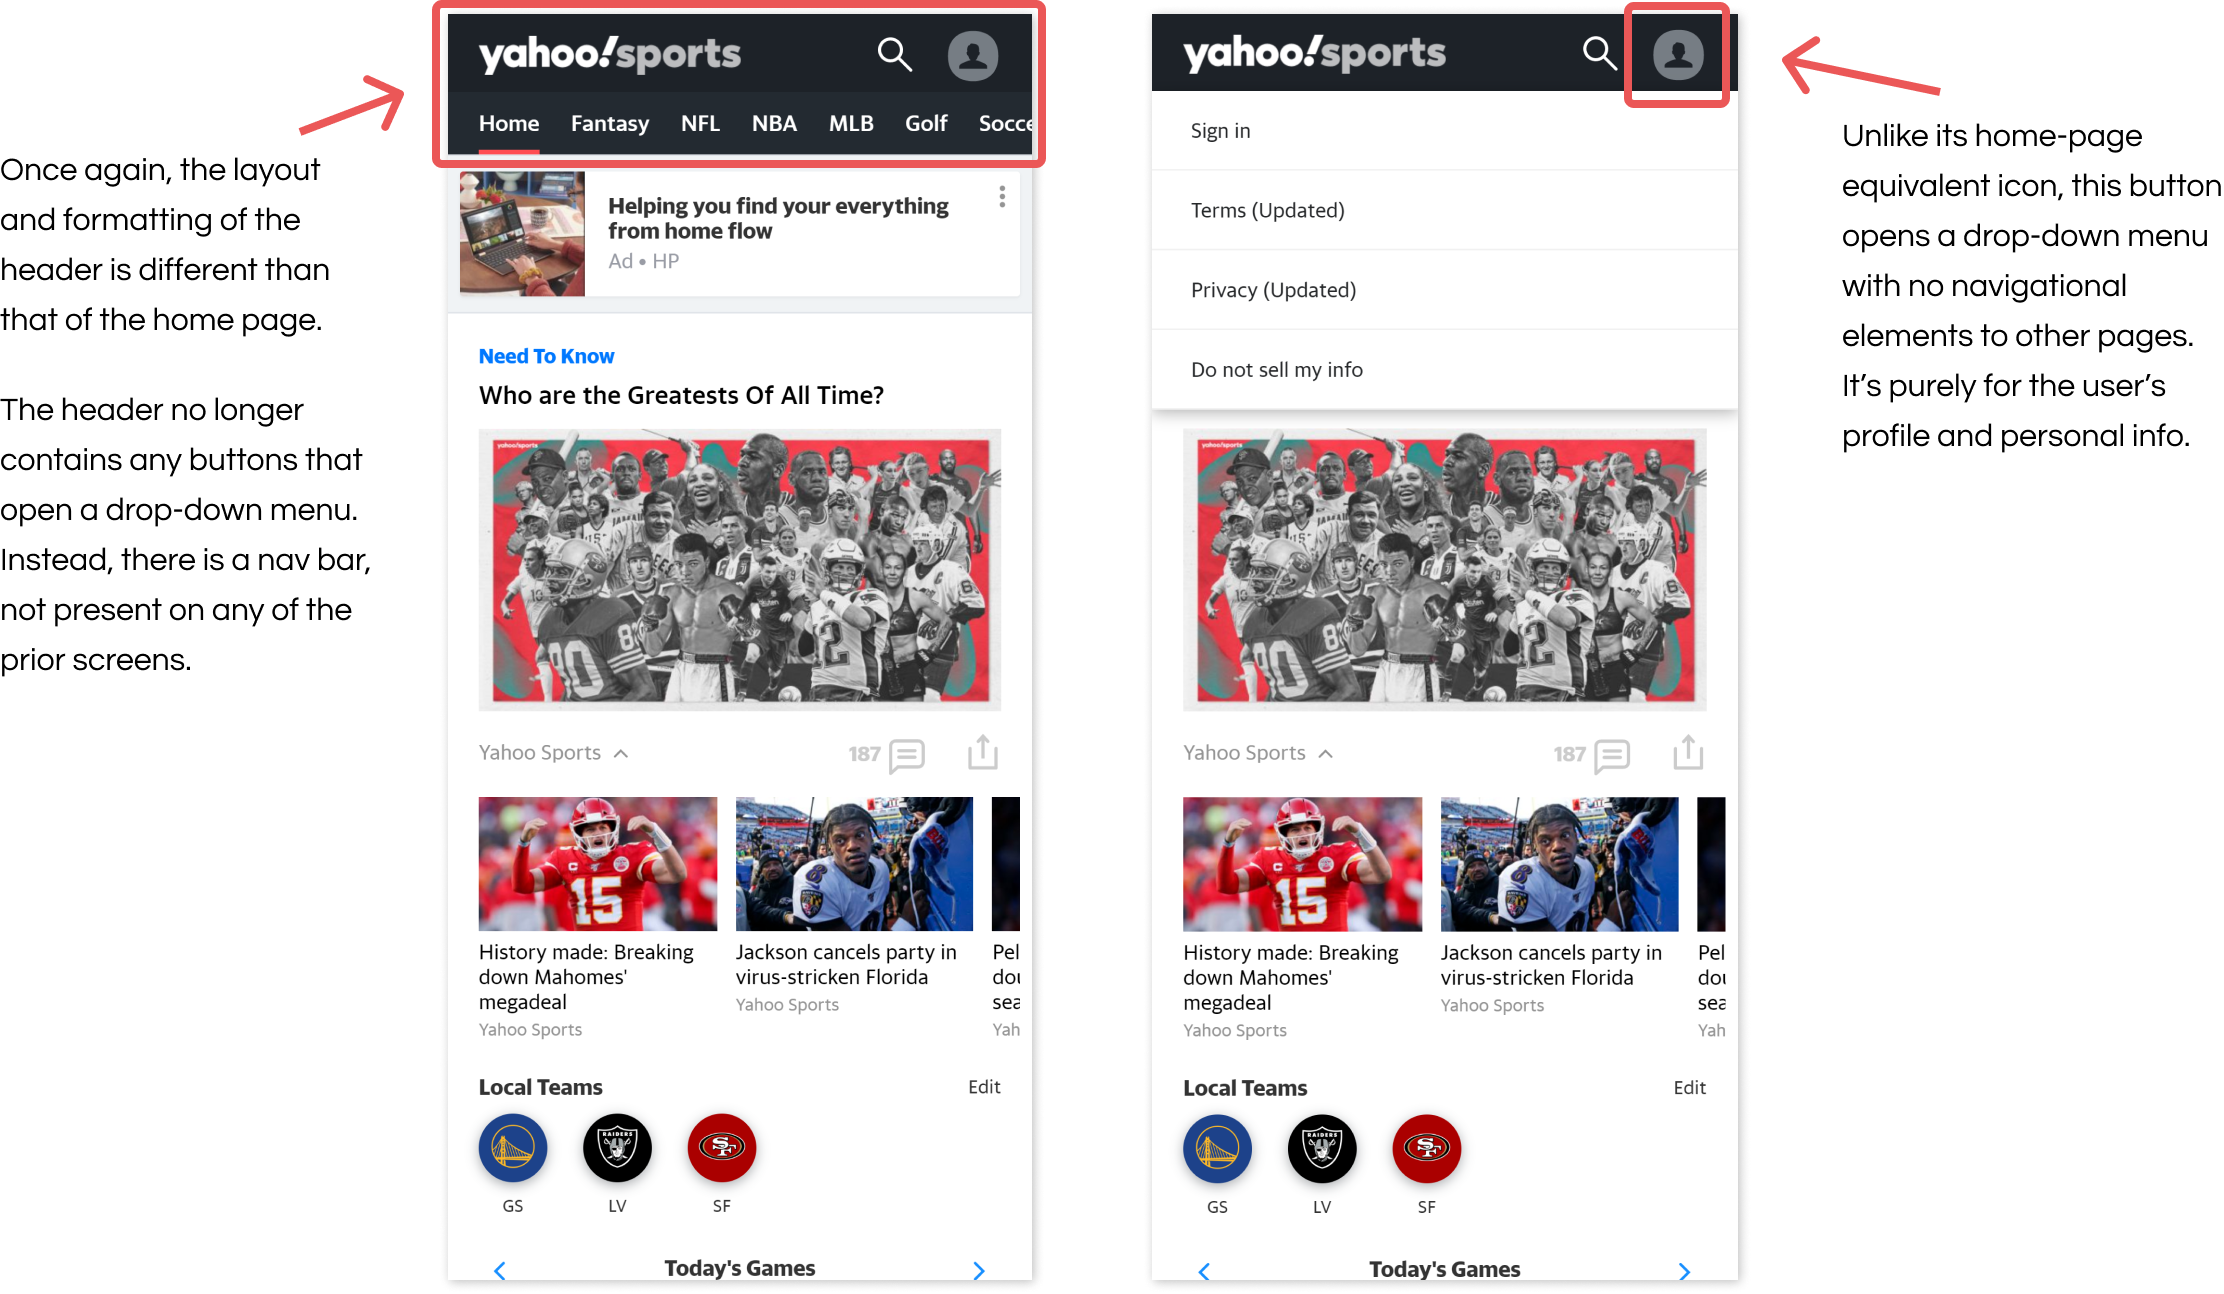 Once again, the layout
and formatting of the
header is different than
that of the home page.
The header no longer
contains any buttons that
open a drop-down menu.
Instead, there is a nav bar,
not present on any of the
prior screens.
yahoo!sports
Home Fantasy NFL NBA MLB Golf Socce
Helping you find your everything
from home flow
Ad • HP
Need To Know
Who are the Greatests Of All Time?
yahoo!sports
Yahoo Sports
187
History made: Breaking
down Mahomes'
megadeal
Yahoo Sports
Jackson cancels party in
virus-stricken Florida
Yahoo Sports
Pel
dou
sea
Yah
Local Teams
Edit
RAIDERS
SF
GS
LV
SF
Today's Games
yahoo!sports
Sign in
Terms (Updated)
Privacy (Updated)
Do not sell my info
yahoo!sports
Yahoo Sports
187
History made: Breaking
down Mahomes'
megadeal
Yahoo Sports
Jackson cancels party in
virus-stricken Florida
Yahoo Sports
Pel
dou
sea
Yah
Local Teams
Edit
RAIDERS
SF
GS
LV
SF
Today's Games
Unlike its home-page
equivalent icon, this button
opens a drop-down menu
with no navigational
elements to other pages.
It's purely for the user's
profile and personal info.